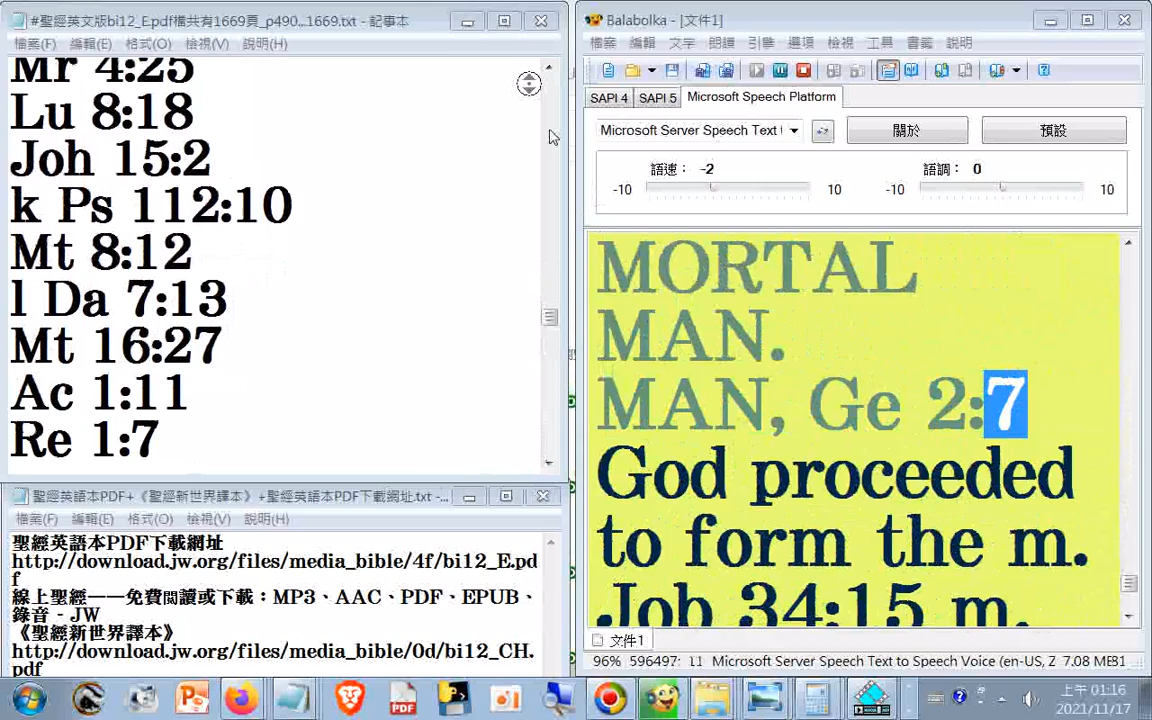 #聖經英文版bi12_E.pdf橫共有1669頁_p490...1669.txt - 記事本
檔案(F) 編輯(E) 格式(O) 檢視(V) 說明(H)
Mr 4:25
Lu 8:18
Joh 15:2
k Ps 112:10
Mt 8:12
l Da 7:13
Mt 16:27
Ac 1:11
Re 1:7
聖經英語本PDF+《聖經新世界譯本》+聖經英語本PDF下載網址.txt -...
檔案(F) 編輯(E) 格式(O) 檢視(V) 說明(H)
聖經英語本PDF下載網址
http://download.jw.org/files/media_bible/4f/bi12_E.pd
f
線上聖經——免費閱讀或下載：MP3、AAC、PDF、EPUB、
錄音 - JW
《聖經新世界譯本》
http://download.jw.org/files/media_bible/0d/bi12_CH.
pdf
Balabolka - [文件1]
檔案 編輯 文字 朗讀 引擎 選項 檢視 工具 書籤 說明
SAPI 4 SAPI 5 Microsoft Speech Platform
Microsoft Server Speech Text 關於 預設
語速： -2 語調： 0
-10 10 -10 10
MORTAL
MAN.
MAN, Ge 2:7
God proceeded
to form the m.
Job 34:15 m.
文件1
96% 596497: 11 Microsoft Server Speech Text to Speech Voice (en-US, Z 7.08 MB
上午 01:16
2021/11/17